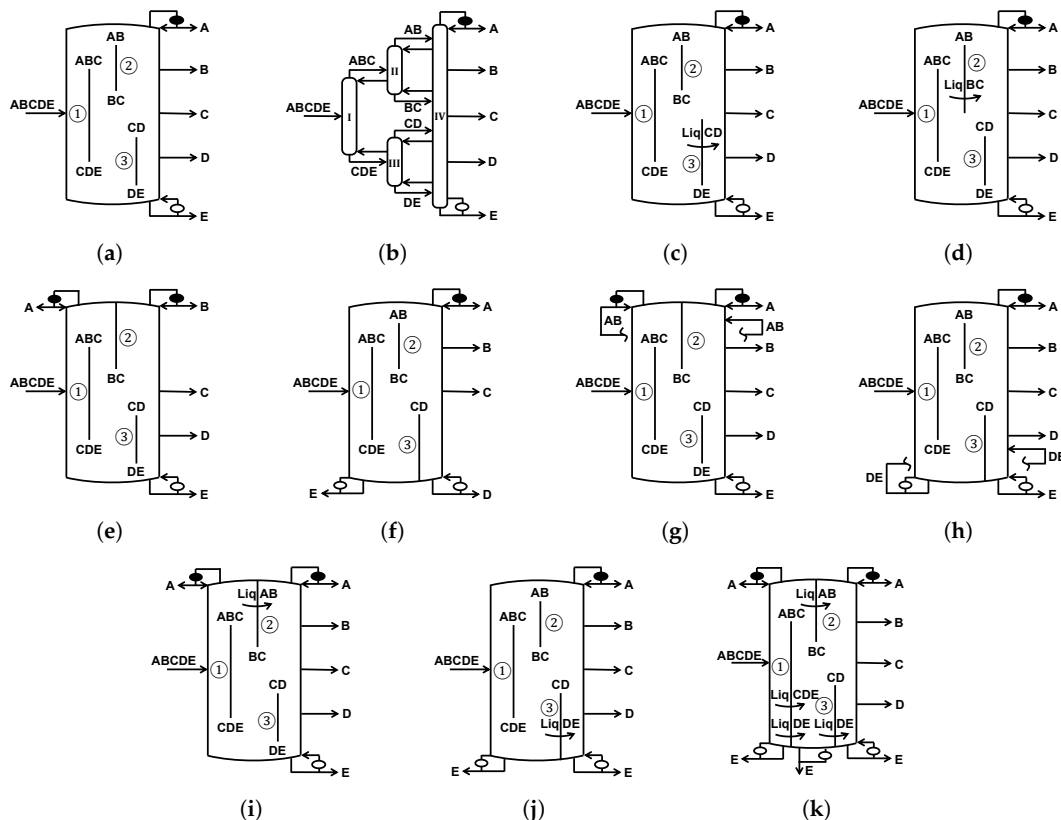 AB
A
ABC
②
B
BC
ABCDE
①
C
CD
D
③
CDE
DE
E
(a)
AB
A
ABC
II
B
BC
ABCDE
I
IV
C
CD
III
D
CDE
DE
E
(b)
AB
A
ABC
②
B
BC
ABCDE
①
C
Liq CD
D
③
CDE
DE
E
(c)
AB
A
ABC
②
B
Liq BC
ABCDE
①
C
CD
D
③
CDE
DE
E
(d)
A
B
AB
ABC
②
BC
ABCDE
①
C
CD
D
③
CDE
DE
E
(e)
A
AB
ABC
②
B
BC
ABCDE
①
C
CD
D
③
CDE
E
D
(f)
A
AB
AB
ABC
②
B
BC
ABCDE
①
C
CD
D
③
CDE
DE
E
(g)
A
AB
ABC
②
B
BC
ABCDE
①
C
CD
D
③
CDE
DE
DE
E
(h)
A
A
Liq AB
ABC
②
B
BC
ABCDE
①
C
CD
D
③
CDE
DE
E
(i)
A
AB
ABC
②
B
BC
ABCDE
①
C
CD
③
D
CDE
Liq DE
E
E
(j)
A
A
Liq AB
ABC
②
B
BC
ABCDE
①
C
CD
Liq CDE
③
D
Liq DE
Liq DE
E
E
E
(k)